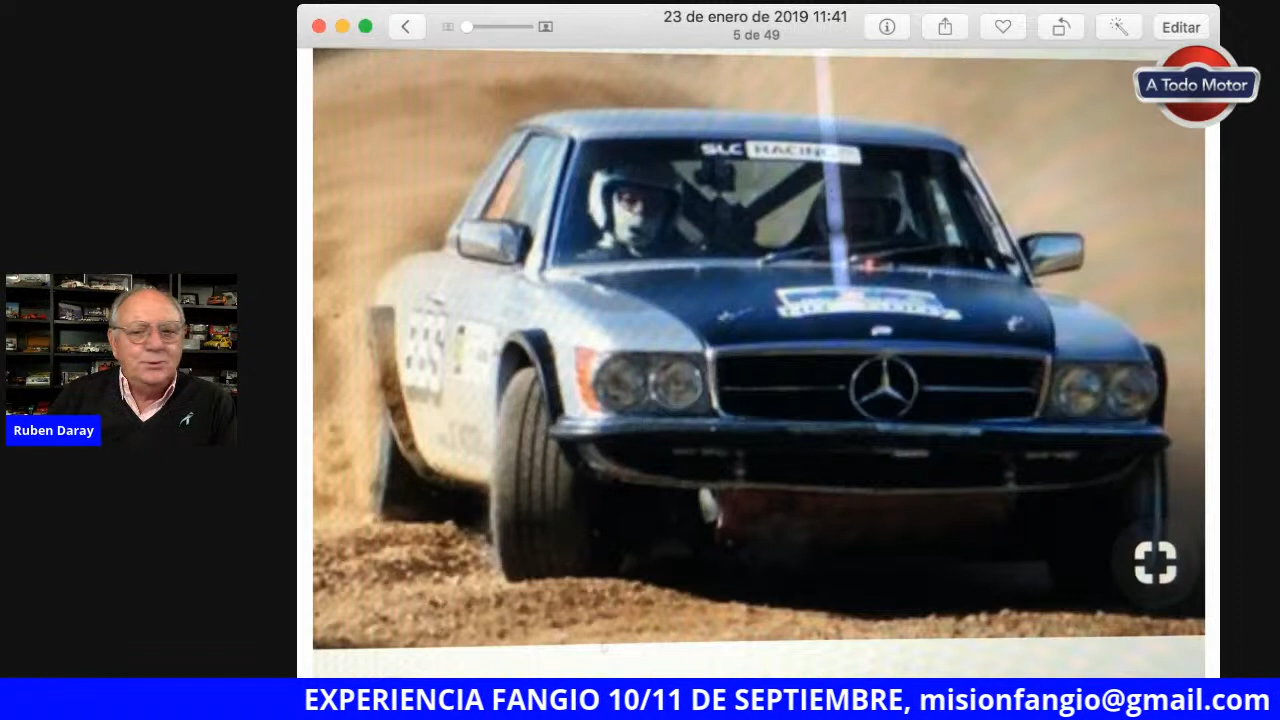 23 de enero de 2019 11:41
5 de 49
Editar
A Todo Motor
SLC RACING
Ruben Daray
EXPERIENCIA FANGIO 10/11 DE SEPTIEMBRE, misionfangio@gmail.com